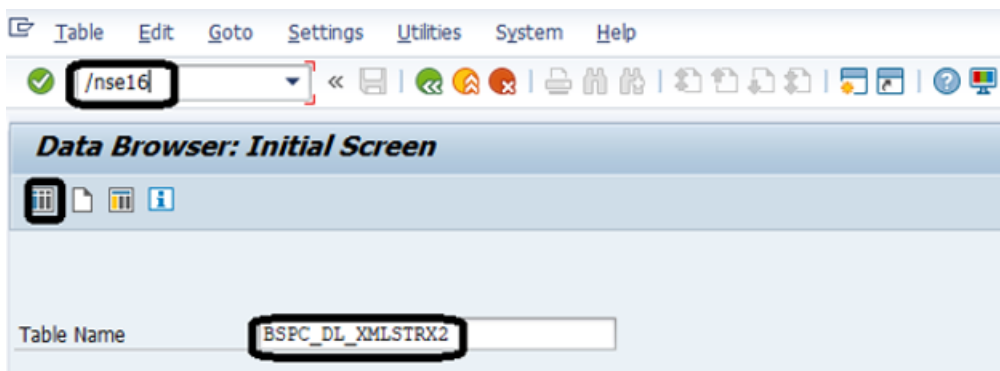 Table Edit Goto Settings Utilities System Help
/nse16
Data Browser: Initial Screen
Table Name BSPC_DL_XMLSTRX2